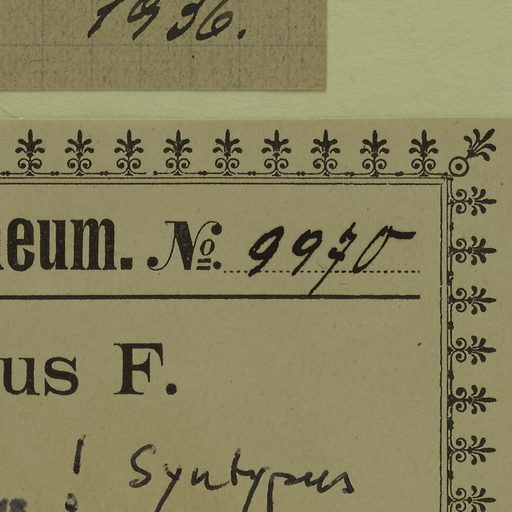 1936.
eum. No. 9970
us F.
! Syntypus